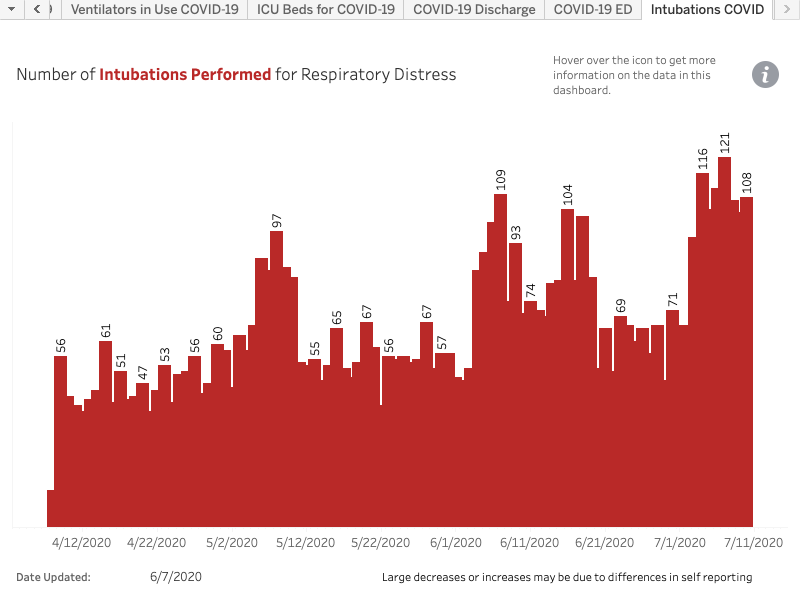 Ventilators in Use COVID-19 ICU Beds for COVID-19 COVID-19 Discharge COVID-19 ED Intubations COVID
Number of Intubations Performed for Respiratory Distress
Hover over the icon to get more
information on the data in this
dashboard.
i
56
61
51
47
53
56
60
97
55
65
67
56
67
57
109
93
74
104
69
71
116
121
108
4/12/2020 4/22/2020 5/2/2020 5/12/2020 5/22/2020 6/1/2020 6/11/2020 6/21/2020 7/1/2020 7/11/2020
Date Updated: 6/7/2020 Large decreases or increases may be due to differences in self reporting